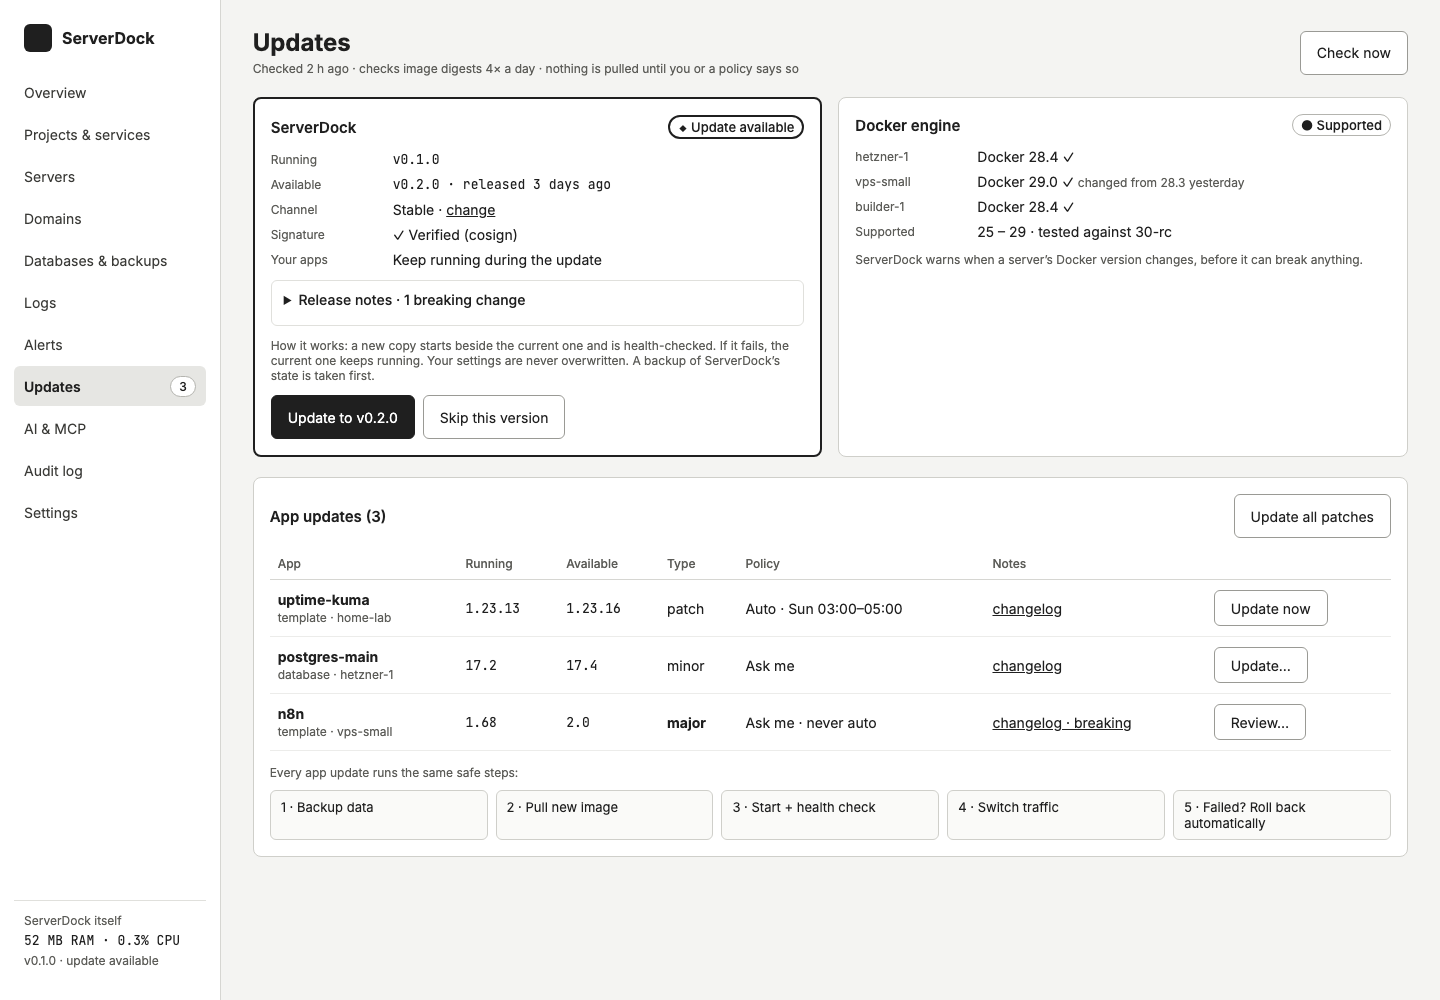 ServerDock
Overview
Projects & services
Servers
Domains
Databases & backups
Logs
Alerts
Updates 3
AI & MCP
Audit log
Settings
ServerDock itself
52 MB RAM · 0.3% CPU
v0.1.0 · update available
Updates
Checked 2 h ago · checks image digests 4× a day · nothing is pulled until you or a policy says so
Check now
ServerDock
◆ Update available
Running v0.1.0
Available v0.2.0 · released 3 days ago
Channel Stable · change
Signature ✓ Verified (cosign)
Your apps Keep running during the update
▶ Release notes · 1 breaking change
How it works: a new copy starts beside the current one and is health-checked. If it fails, the
current one keeps running. Your settings are never overwritten. A backup of ServerDock’s
state is taken first.
Update to v0.2.0
Skip this version
Docker engine
● Supported
hetzner-1 Docker 28.4 ✓
vps-small Docker 29.0 ✓ changed from 28.3 yesterday
builder-1 Docker 28.4 ✓
Supported 25 – 29 · tested against 30-rc
ServerDock warns when a server’s Docker version changes, before it can break anything.
App updates (3)
Update all patches
App Running Available Type Policy Notes
uptime-kuma 1.23.13 1.23.16 patch Auto · Sun 03:00–05:00 changelog Update now
template · home-lab
postgres-main 17.2 17.4 minor Ask me changelog Update...
database · hetzner-1
n8n 1.68 2.0 major Ask me · never auto changelog · breaking Review...
template · vps-small
Every app update runs the same safe steps:
1 · Backup data
2 · Pull new image
3 · Start + health check
4 · Switch traffic
5 · Failed? Roll back
automatically